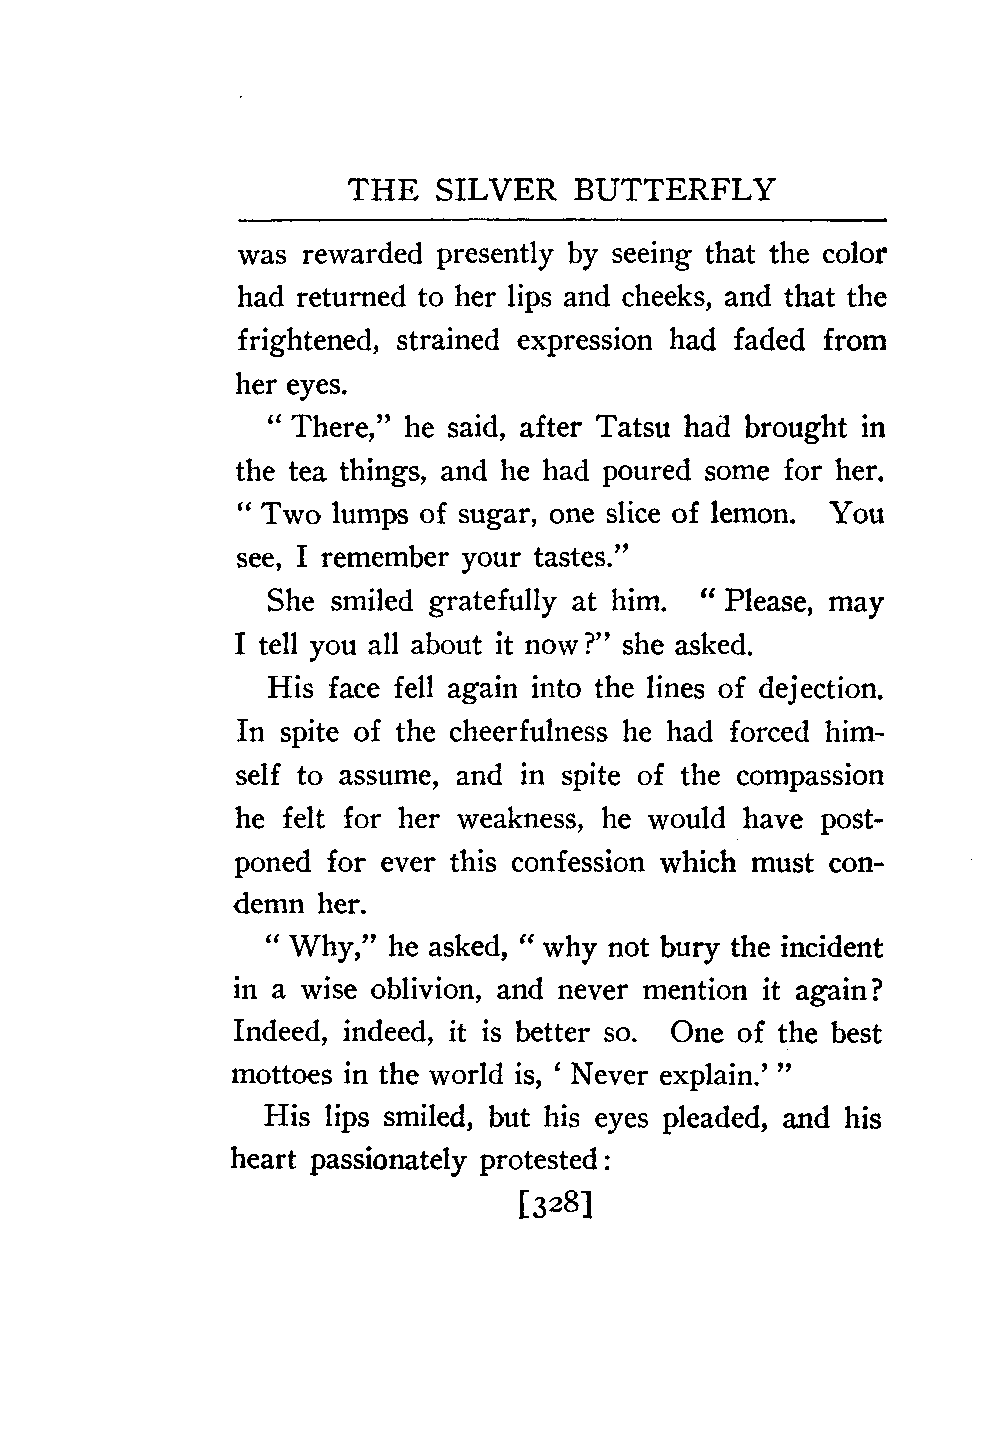 THE SILVER BUTTERFLY
was rewarded presently by seeing that the color
had returned to her lips and cheeks, and that the
frightened, strained expression had faded from
her eyes.
“ There,” he said, after Tatsu had brought in
the tea things, and he had poured some for her.
“ Two lumps of sugar, one slice of lemon. You
see, I remember your tastes.”
She smiled gratefully at him. “ Please, may
I tell you all about it now?” she asked.
His face fell again into the lines of dejection.
In spite of the cheerfulness he had forced him-
self to assume, and in spite of the compassion
he felt for her weakness, he would have post-
poned for ever this confession which must con-
demn her.
“ Why,” he asked, “ why not bury the incident
in a wise oblivion, and never mention it again?
Indeed, indeed, it is better so. One of the best
mottoes in the world is, ‘ Never explain.’ ”
His lips smiled, but his eyes pleaded, and his
heart passionately protested:
[328]